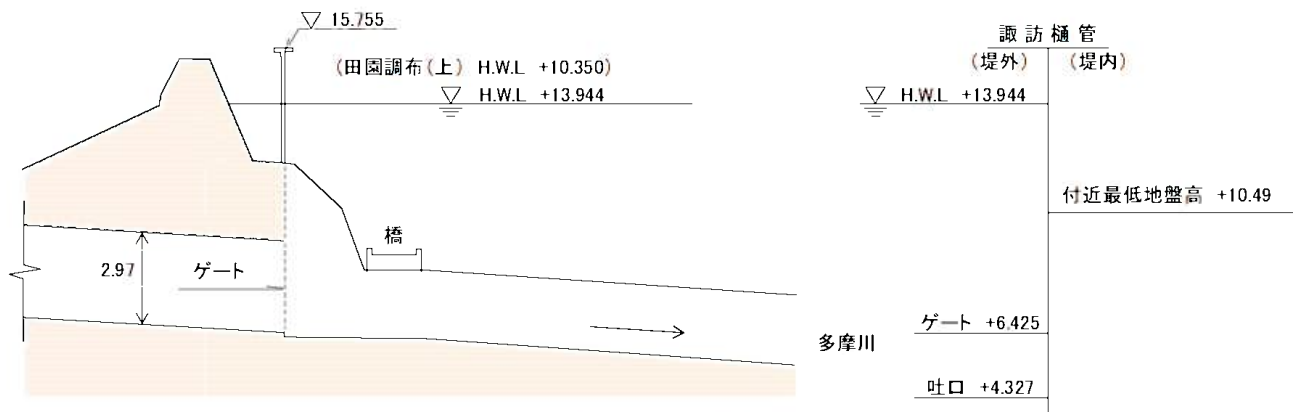 ▽ 15.755
(田園調布(上) H.W.L +10.350)
▽ H.W.L +13.944
橋
2.97
ゲート
多摩川
諏訪樋管
(堤外) (堤内)
▽ H.W.L +13.944
付近最低地盤高 +10.49
ゲート +6.425
吐口 +4.327